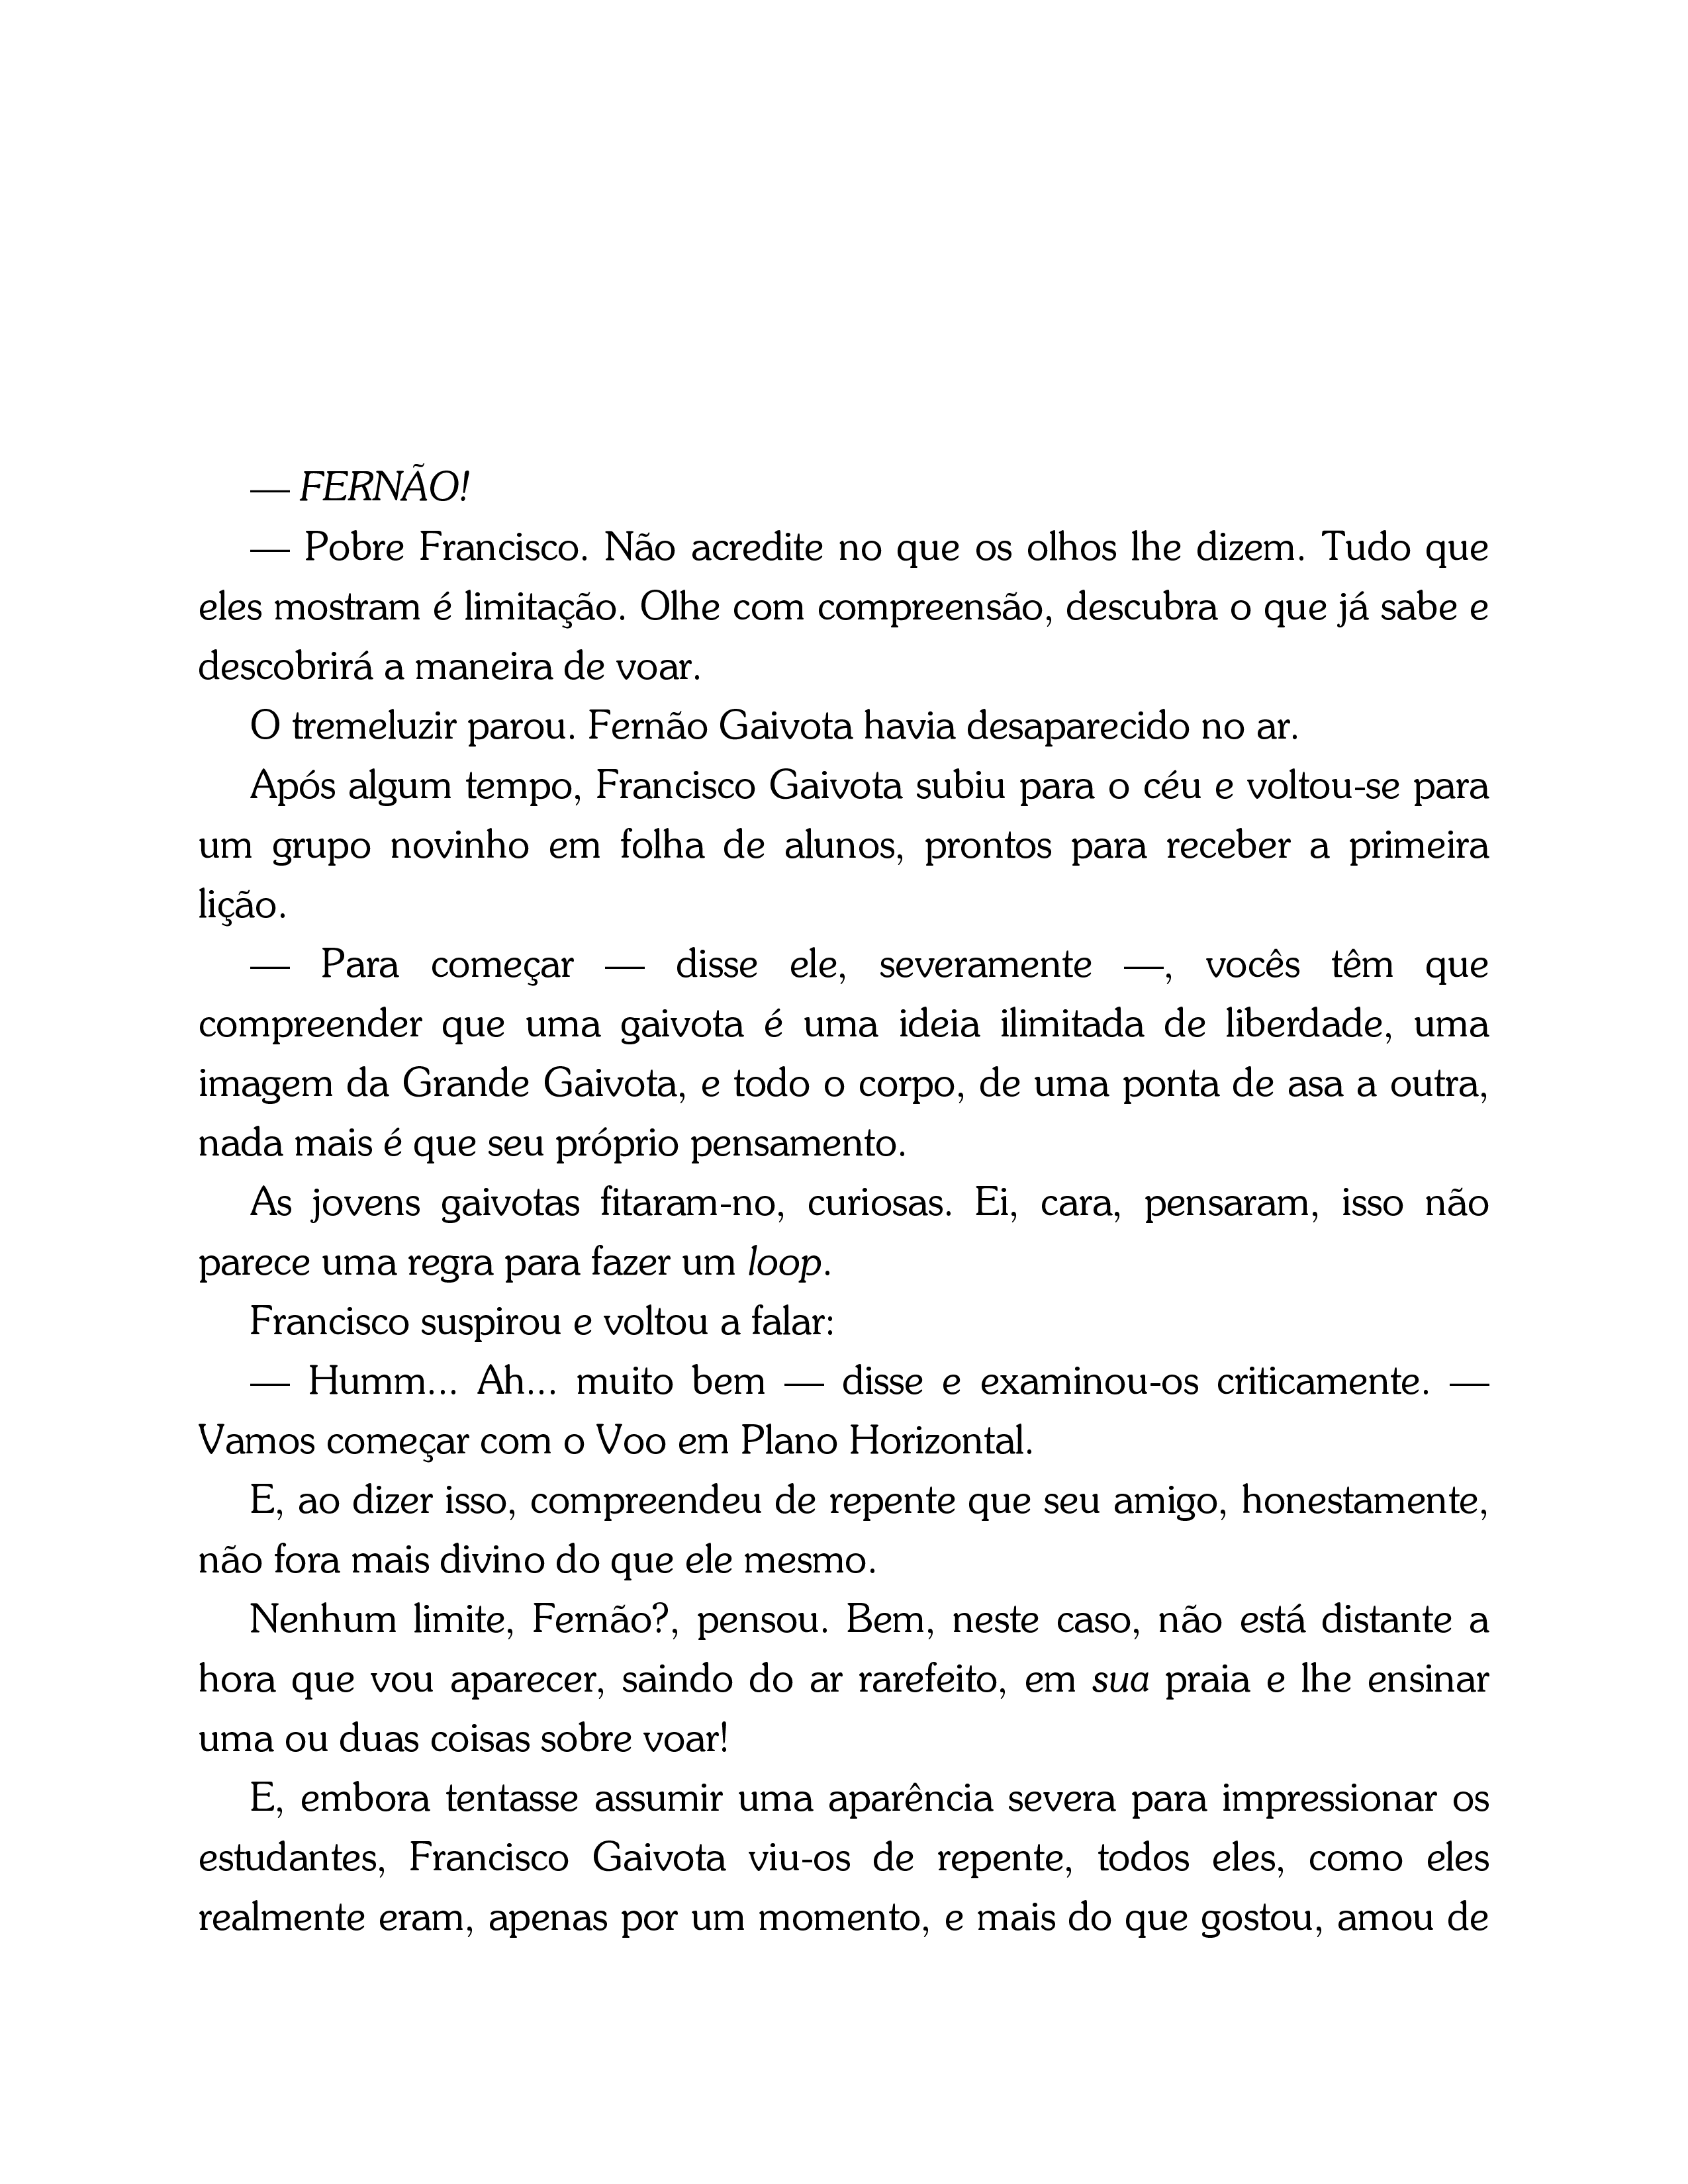 — FERNÃO!
— Pobre Francisco. Não acredite no que os olhos lhe dizem. Tudo que
eles mostram é limitação. Olhe com compreensão, descubra o que já sabe e
descobrirá a maneira de voar.
O tremeluzir parou. Fernão Gaivota havia desaparecido no ar.
Após algum tempo, Francisco Gaivota subiu para o céu e voltou-se para
um grupo novinho em folha de alunos, prontos para receber a primeira
lição.
— Para começar — disse ele, severamente —, vocês têm que
compreender que uma gaivota é uma ideia ilimitada de liberdade, uma
imagem da Grande Gaivota, e todo o corpo, de uma ponta de asa a outra,
nada mais é que seu próprio pensamento.
As jovens gaivotas fitaram-no, curiosas. Ei, cara, pensaram, isso não
parece uma regra para fazer um loop.
Francisco suspirou e voltou a falar:
— Humm... Ah... muito bem — disse e examinou-os criticamente. —
Vamos começar com o Voo em Plano Horizontal.
E, ao dizer isso, compreendeu de repente que seu amigo, honestamente,
não fora mais divino do que ele mesmo.
Nenhum limite, Fernão?, pensou. Bem, neste caso, não está distante a
hora que vou aparecer, saindo do ar rarefeito, em sua praia e lhe ensinar
uma ou duas coisas sobre voar!
E, embora tentasse assumir uma aparência severa para impressionar os
estudantes, Francisco Gaivota viu-os de repente, todos eles, como eles
realmente eram, apenas por um momento, e mais do que gostou, amou de